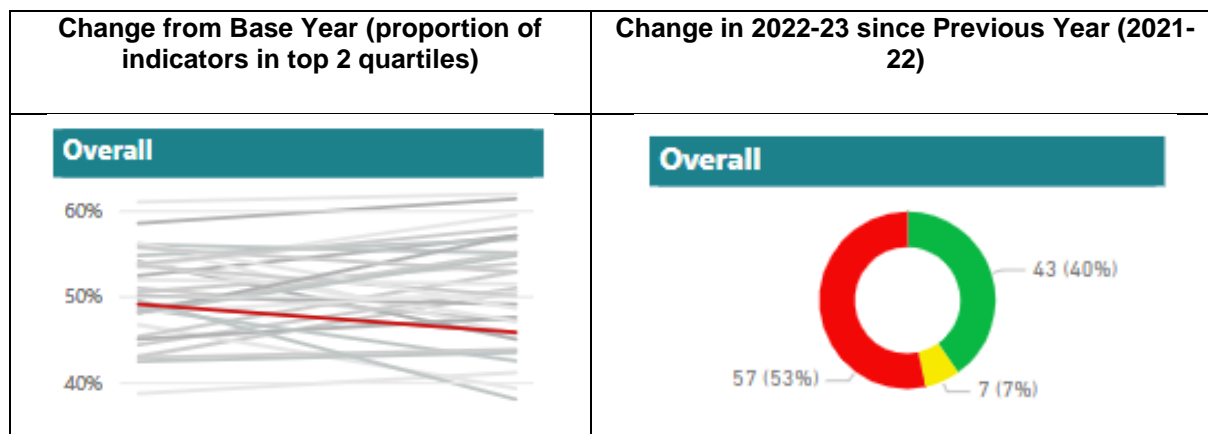 Change from Base Year (proportion of
indicators in top 2 quartiles)
Change in 2022-23 since Previous Year (2021-
22)
Overall
60%
50%
40%
Overall
43 (40%)
57 (53%)
7 (7%)